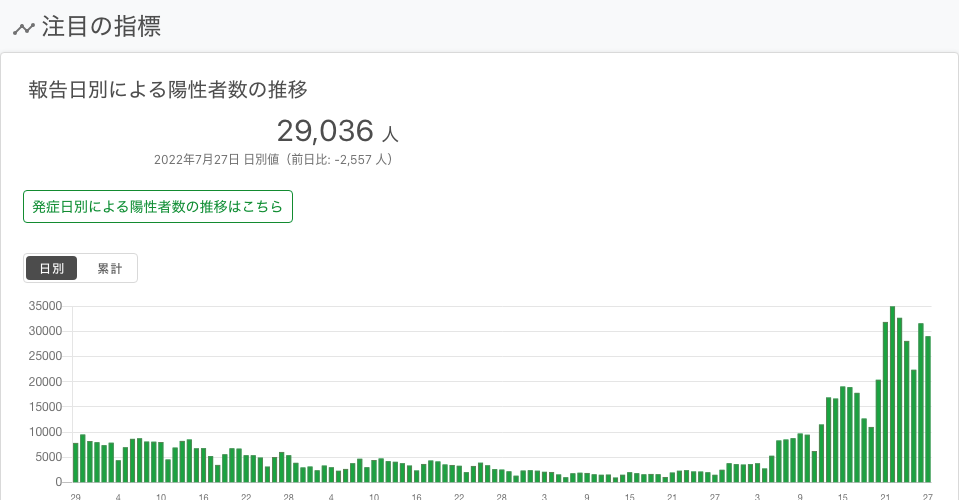 注目の指標
報告日別による陽性者数の推移
29,036 人
2022年7月27日 日別値（前日比: -2,557 人）
発症日別による陽性者数の推移はこちら
日別 累計
35000
30000
25000
20000
15000
10000
5000
0
29 4 10 16 22 28 4 10 16 22 28 3 9 15 21 27 3 9 15 21 27